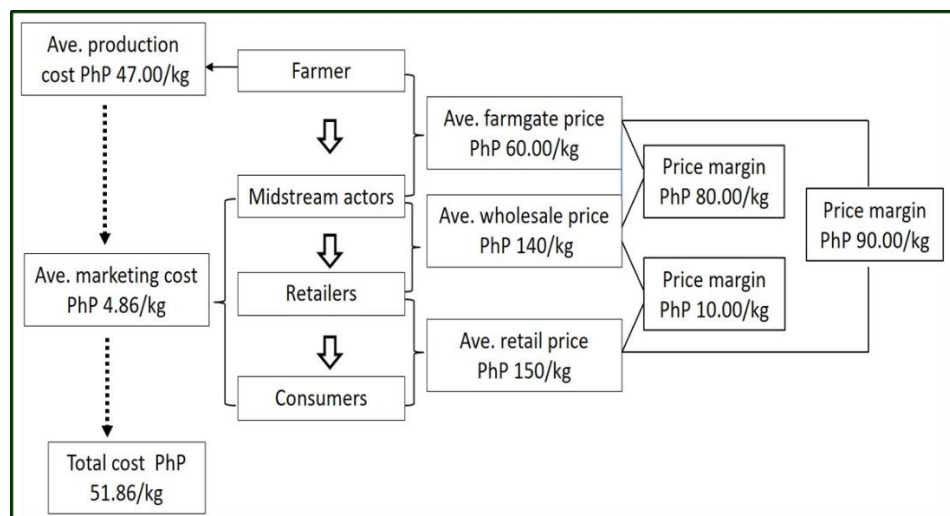 Ave. production
cost PhP 47.00/kg
Farmer
Ave. farmgate price
PhP 60.00/kg
Price margin
PhP 80.00/kg
Midstream actors
Price margin
PhP 90.00/kg
Ave. wholesale price
PhP 140/kg
Ave. marketing cost
PhP 4.86/kg
Retailers
Price margin
PhP 10.00/kg
Ave. retail price
PhP 150/kg
Consumers
Total cost PhP
51.86/kg